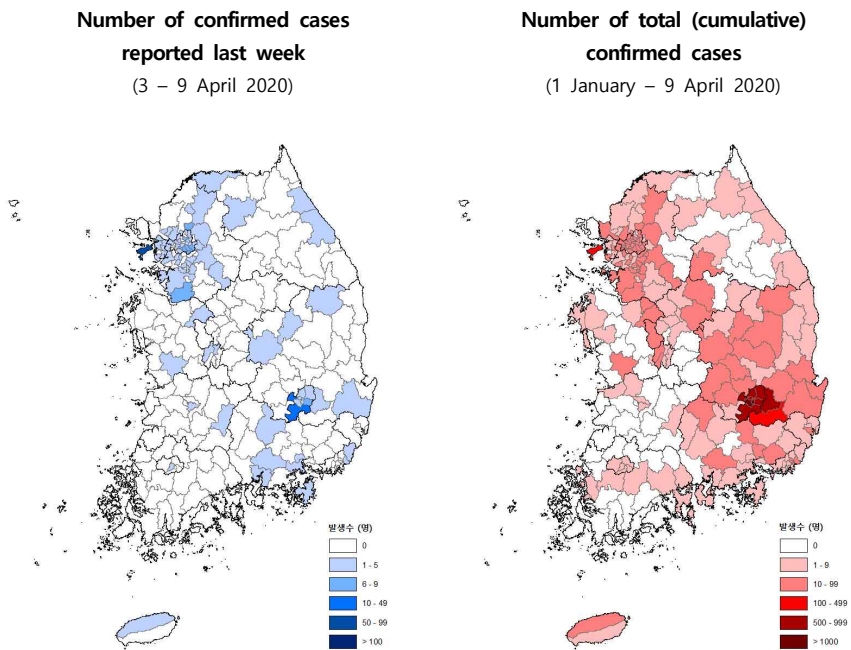 Number of confirmed cases
reported last week
(3 – 9 April 2020)
발생수 (명)
0
1 - 5
6 - 9
10 - 49
50 - 99
> 100
Number of total (cumulative)
confirmed cases
(1 January – 9 April 2020)
발생수 (명)
0
1 - 9
10 - 99
100 - 499
500 - 999
> 1000